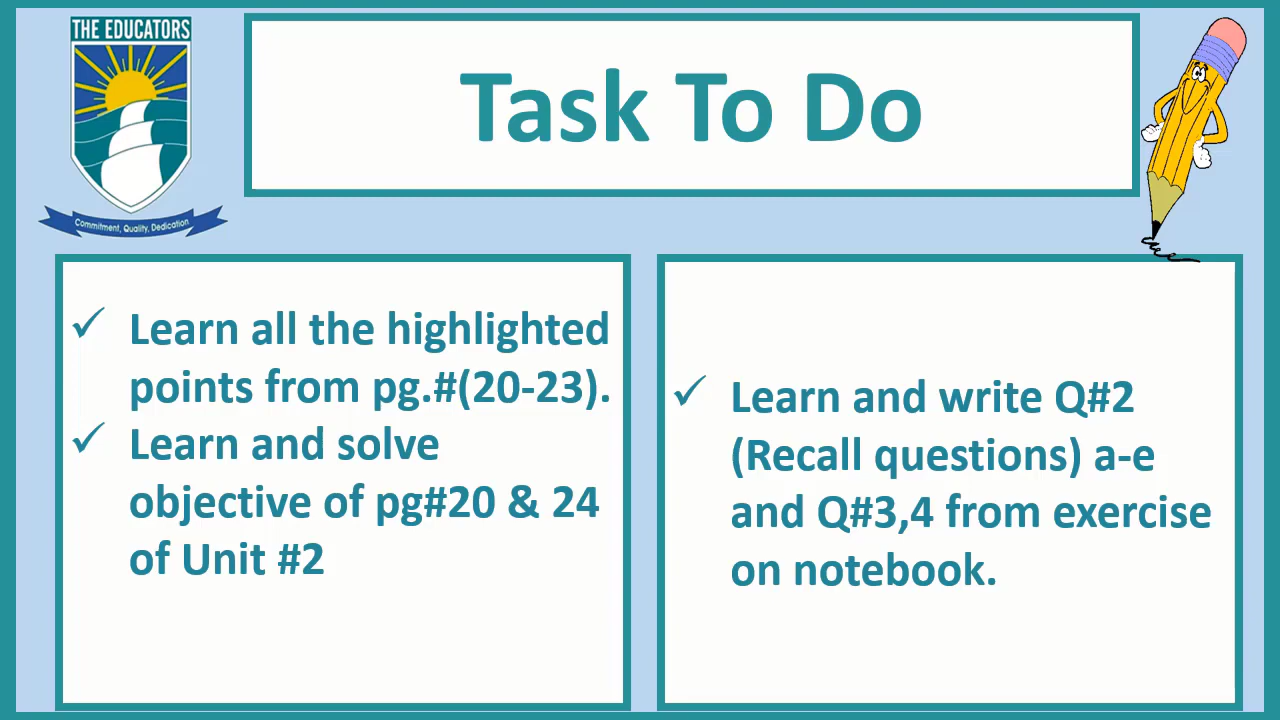 THE EDUCATORS
Commitment, Quality, Dedication
Task To Do
✓ Learn all the highlighted
points from pg.#(20-23).
✓ Learn and solve
objective of pg#20 & 24
of Unit #2
✓ Learn and write Q#2
(Recall questions) a-e
and Q#3,4 from exercise
on notebook.